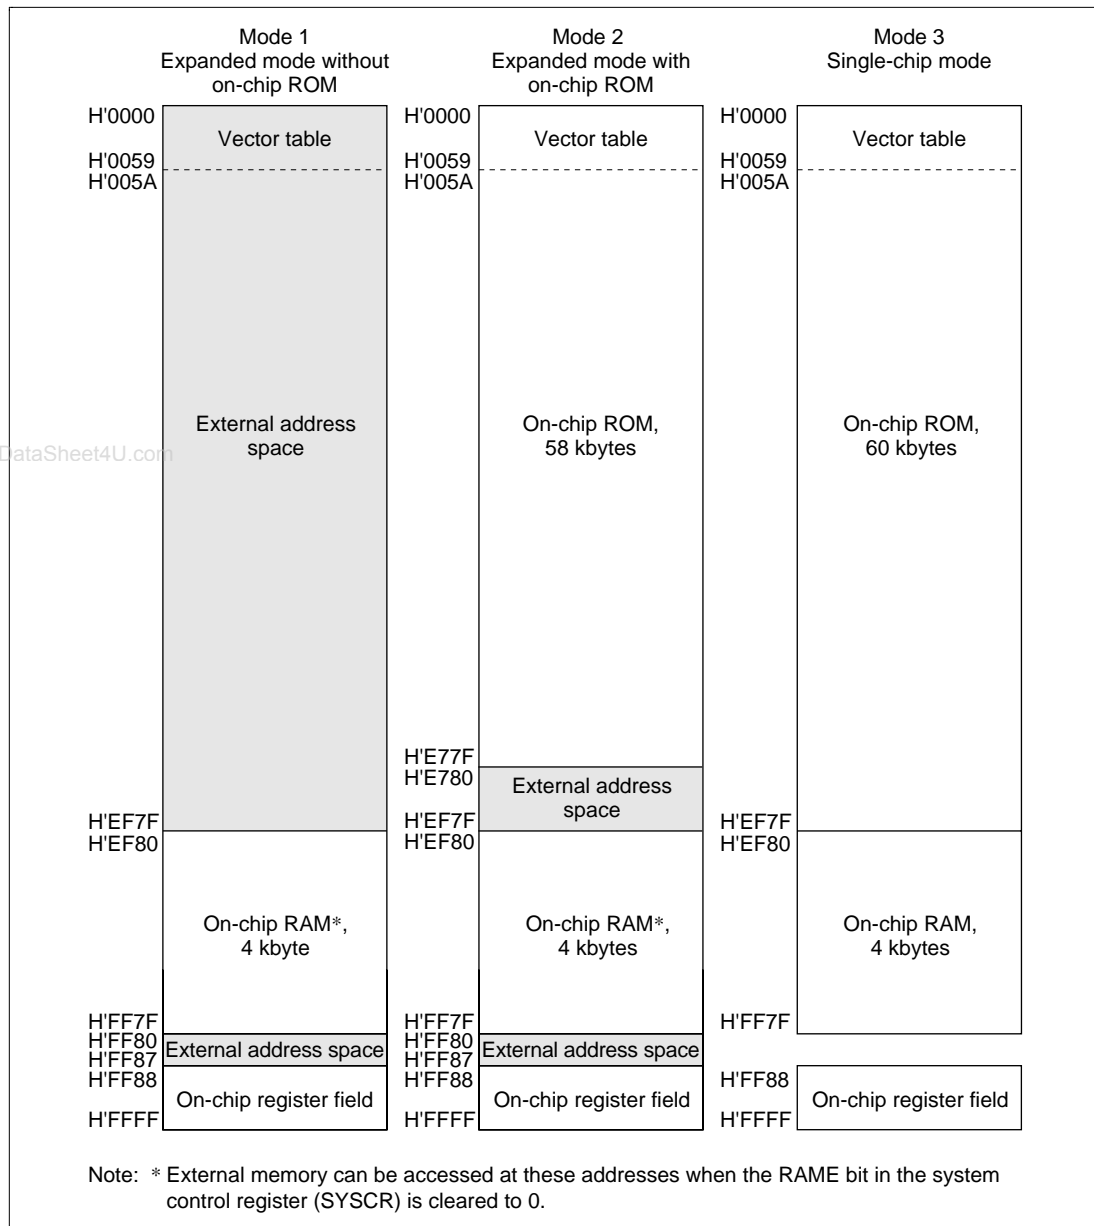 Mode 1
Expanded mode without
on-chip ROM
H'0000
Vector table
H'0059
H'005A
External address
space
H'EF7F
H'EF80
On-chip RAM*,
4 kbyte
H'FF7F
H'FF80
External address space
H'FF87
H'FF88
On-chip register field
H'FFFF
Mode 2
Expanded mode with
on-chip ROM
H'0000
Vector table
H'0059
H'005A
On-chip ROM,
58 kbytes
H'E77F
H'E780
External address
space
H'EF7F
H'EF80
On-chip RAM*,
4 kbytes
H'FF7F
H'FF80
External address space
H'FF87
H'FF88
On-chip register field
H'FFFF
Mode 3
Single-chip mode
H'0000
Vector table
H'0059
H'005A
On-chip ROM,
60 kbytes
H'EF7F
H'EF80
On-chip RAM,
4 kbytes
H'FF7F
H'FF88
On-chip register field
H'FFFF
DataSheet4U.com
Note: * External memory can be accessed at these addresses when the RAME bit in the system
control register (SYSCR) is cleared to 0.